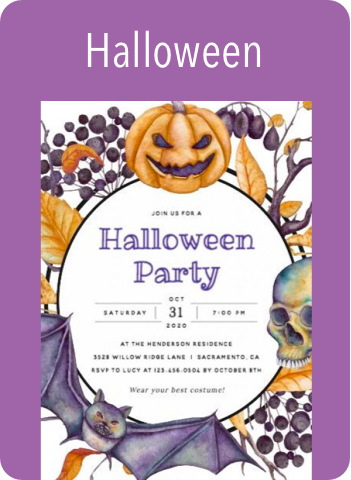 Halloween
JOIN US FOR A
Halloween
Party
OCT
SATURDAY | 31 | 7:00 PM
2020
AT THE HENDERSON RESIDENCE
3528 WILLOW RIDGE LANE | SACRAMENTO, CA
RSVP TO LUCY AT 123.456.0504 BY OCTOBER 8TH
Wear your best costume!